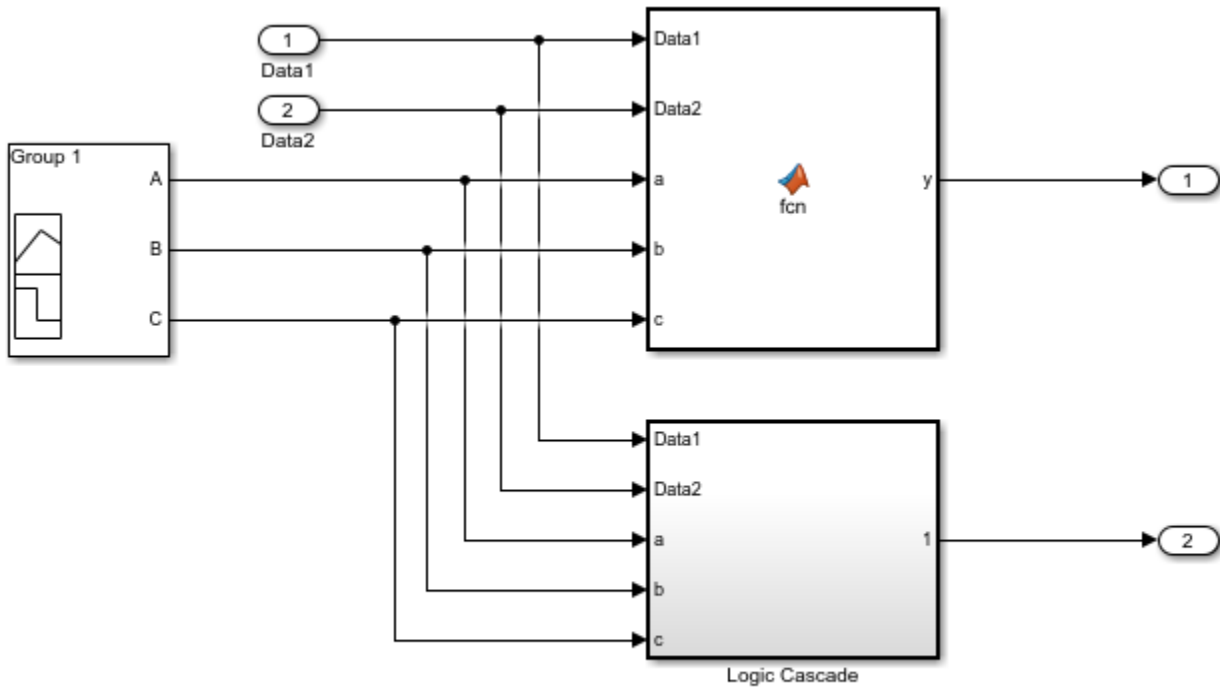 1
Data1
2
Data2
Group 1
A
B
C
Data1
Data2
a
b
c
fcn
y
1
Data1
Data2
a
b
c
1
2
Logic Cascade